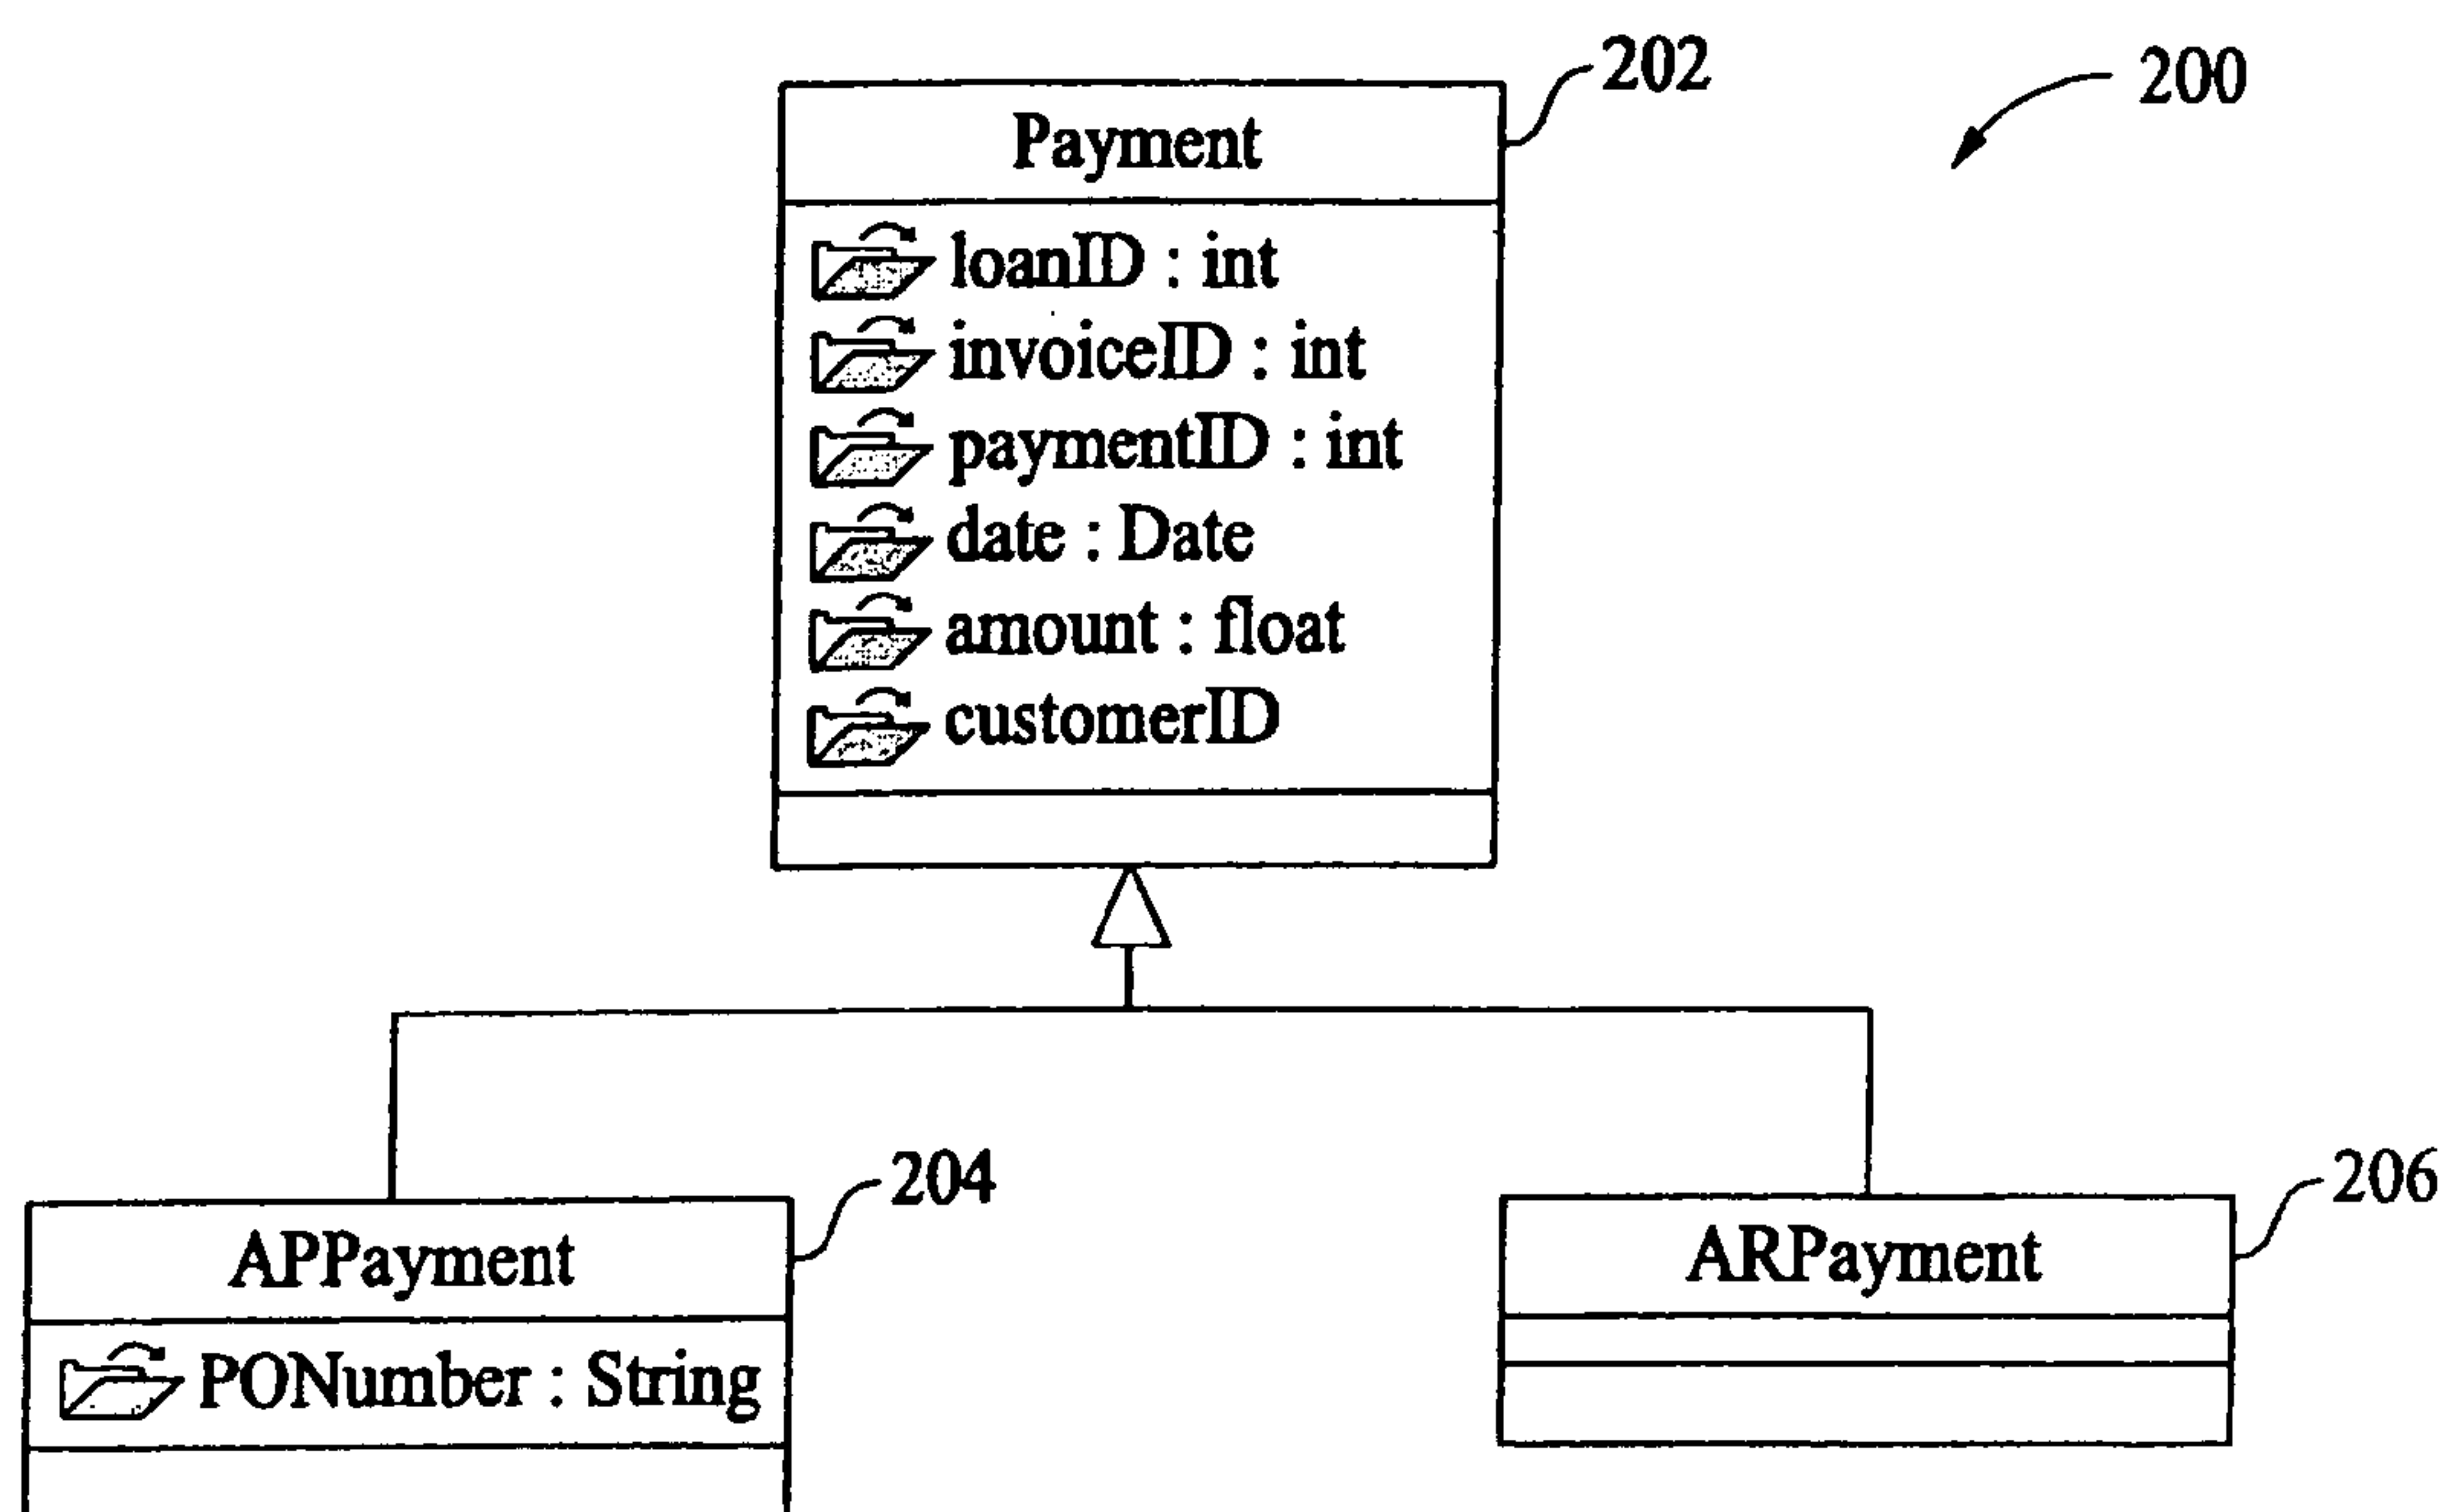 202
200
Payment
loanID : int
invoiceID : int
paymentID : int
date : Date
amount : float
customerID
204
206
APPayment
ARPayment
PONumber : String